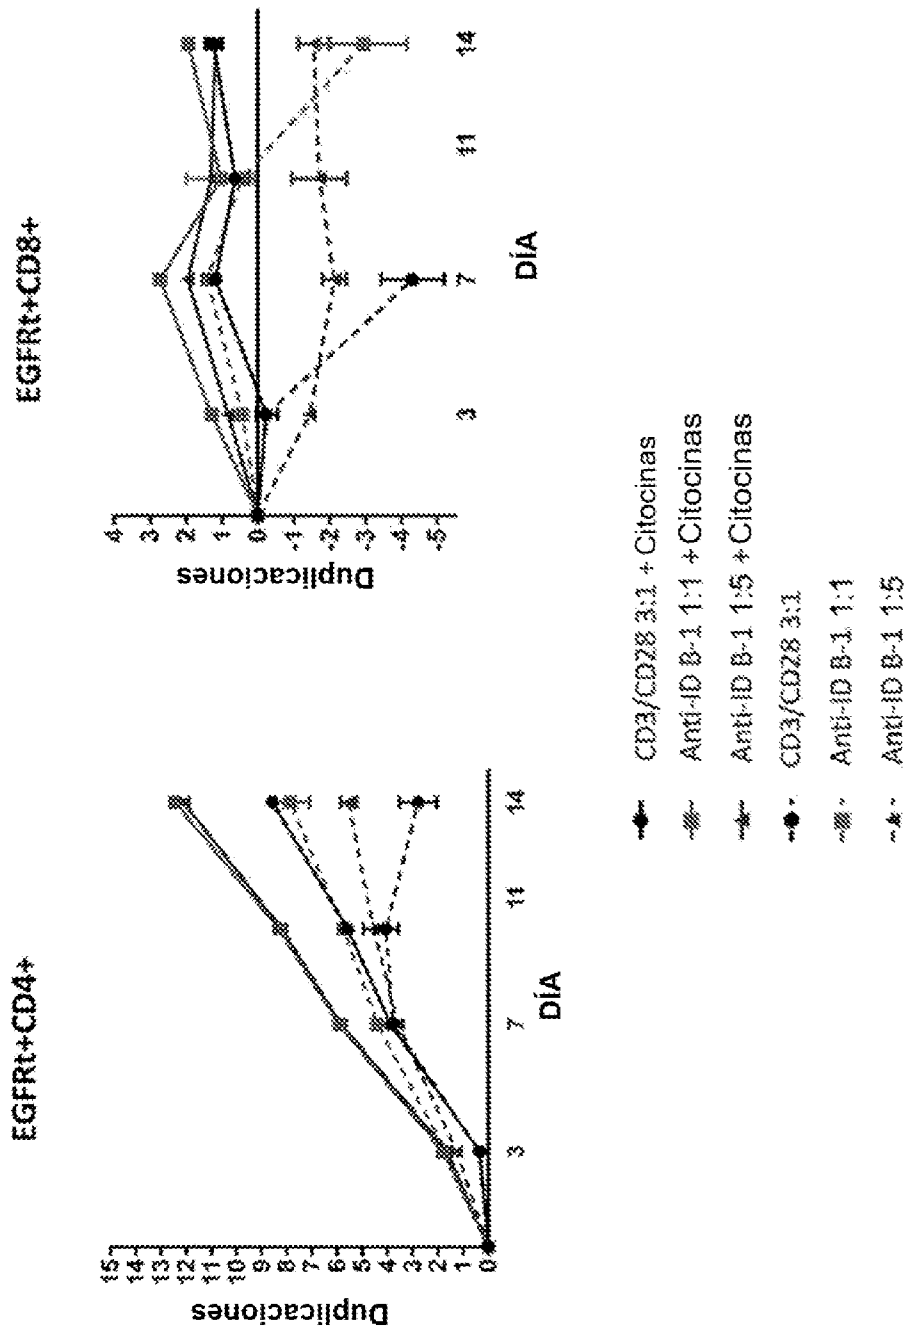 EGFRt+CD4+
Duplicaciones
15
14
13
12
11
10
9
8
7
6
5
4
3
2
1
0
3
7
11
14
DÍA
EGFRt+CD8+
Duplicaciones
4
3
2
1
0
-1
-2
-3
-4
-5
3
7
11
14
DÍA
CD3/CD28 3:1 + Citocinas
Anti-ID B-1 1:1 + Citocinas
Anti-ID B-1 1:5 + Citocinas
CD3/CD28 3:1
Anti-ID B-1 1:1
Anti-ID B-1 1:5